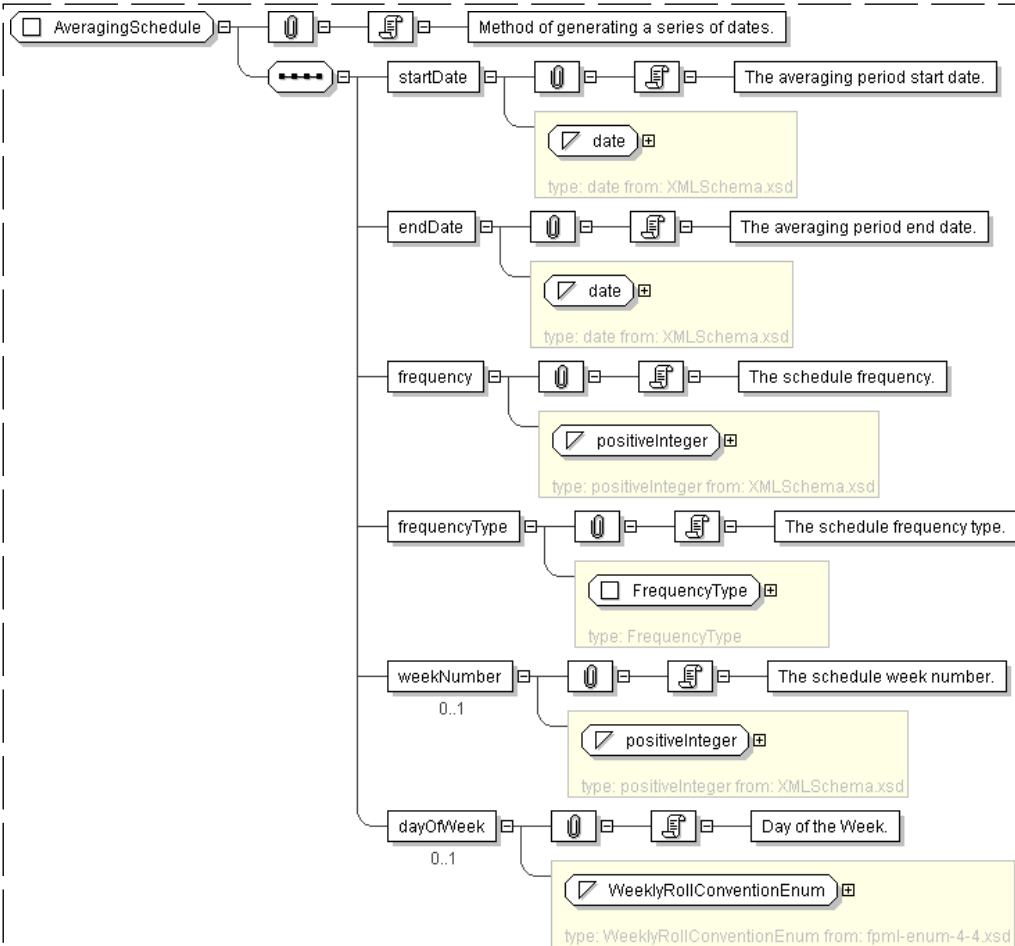 AveragingSchedule
Method of generating a series of dates.
startDate
The averaging period start date.
date
type: date from: XMLSchema.xsd
endDate
The averaging period end date.
date
type: date from: XMLSchema.xsd
frequency
The schedule frequency.
positiveInteger
type: positiveInteger from: XMLSchema.xsd
frequencyType
The schedule frequency type.
FrequencyType
type: FrequencyType
weekNumber
The schedule week number.
0..1
positiveInteger
type: positiveInteger from: XMLSchema.xsd
dayOfWeek
Day of the Week.
0..1
WeeklyRollConventionEnum
type: WeeklyRollConventionEnum from: fpml-enum-4-4.xsd